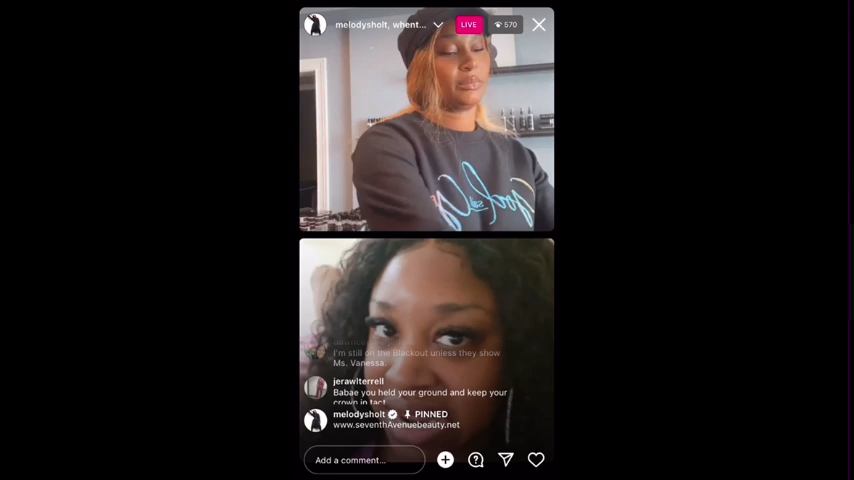 melodysholt, whent...
LIVE
570
I'm still on the Blackout unless they show
Ms. Vanessa.
jerawlterrell
Babae you held your ground and keep your
crown in tact
melodysholt PINNED
www.seventhAvenuebeauty.net
Add a comment...